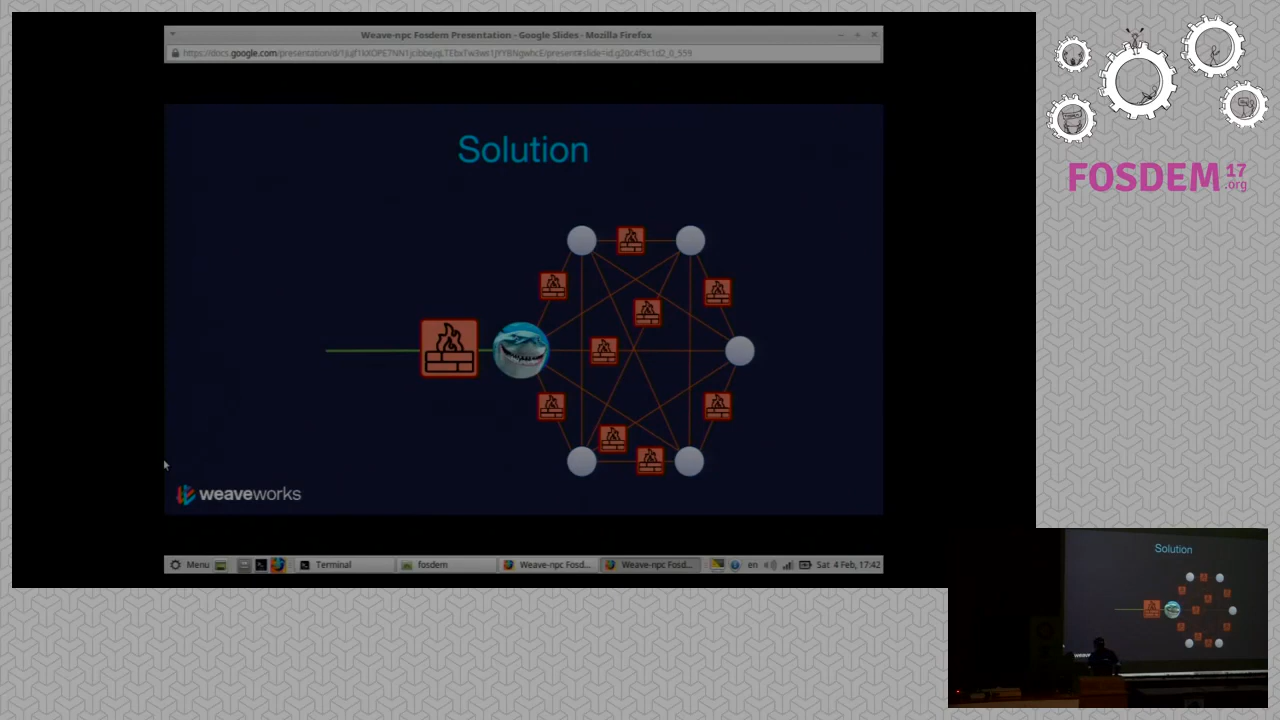 Weave-npc Fosdem Presentation - Google Slides - Mozilla Firefox
Solution
weaveworks
Menu
Terminal
fosdem
Weave-npc Fosd...
Weave-npc Fosd...
en
Sat 4 Feb, 17:42
FOSDEM 17
.org
Solution
weave